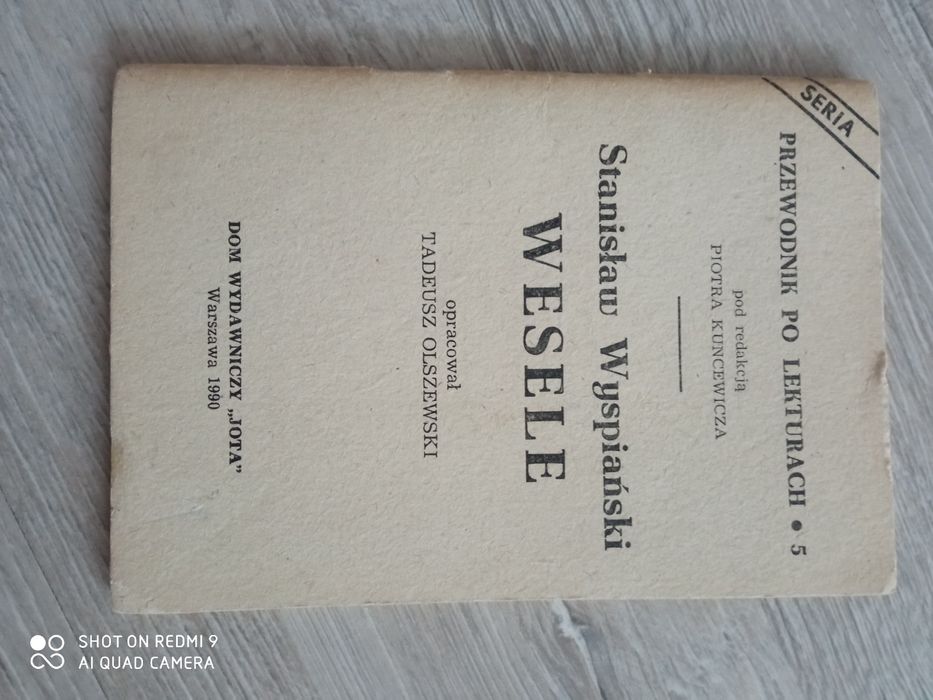 SERIA
PRZEWODNIK PO LEKTURACH • 5
pod redakcją
PIOTRA KUNCEWICZA
Stanisław Wyspiański
WESELE
opracował
TADEUSZ OLSZEWSKI
DOM WYDAWNICZY „JOTA”
Warszawa 1990
SHOT ON REDMI 9
AI QUAD CAMERA